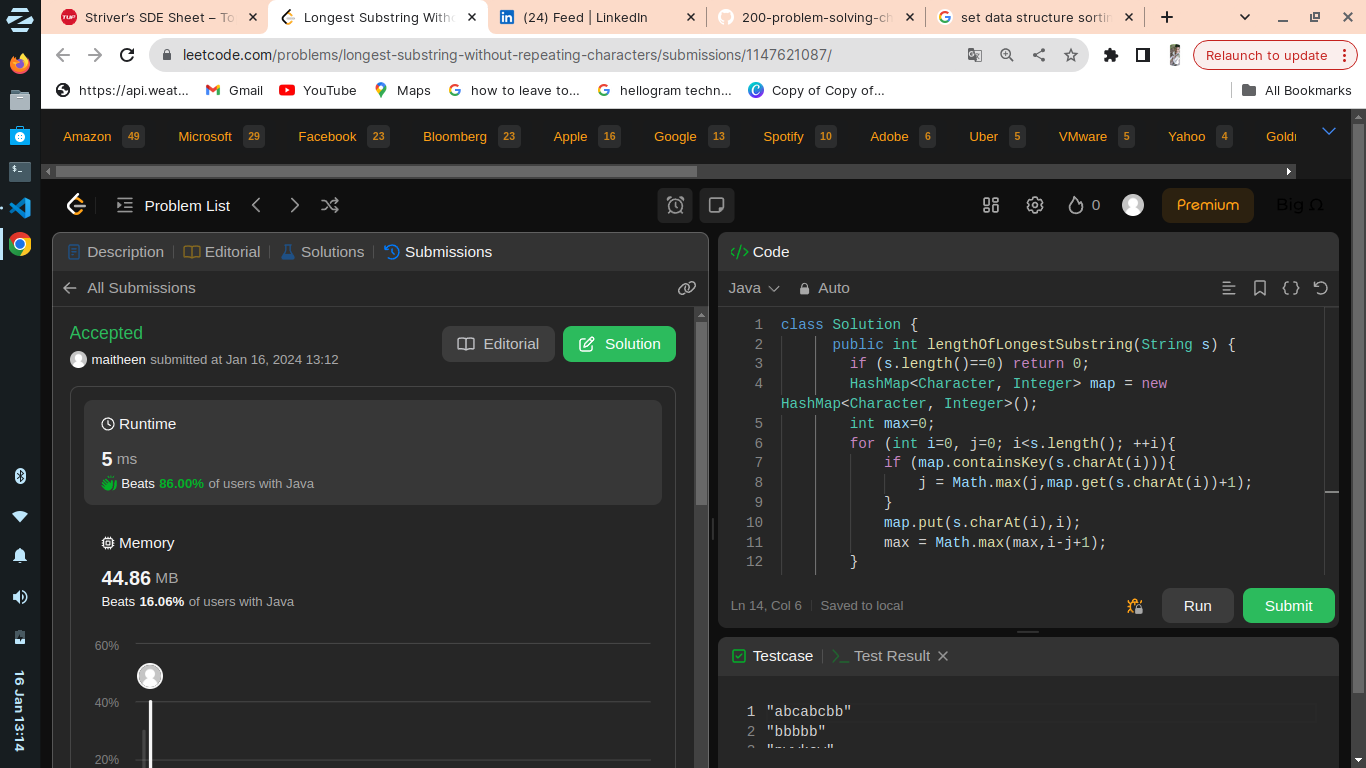 Striver's SDE Sheet – To
Longest Substring With
(24) Feed | LinkedIn
200-problem-solving-ch
set data structure sortin
leetcode.com/problems/longest-substring-without-repeating-characters/submissions/1147621087/
Relaunch to update
https://api.weat...
Gmail
YouTube
Maps
how to leave to...
hellogram techn...
Copy of Copy of...
All Bookmarks
Amazon 49
Microsoft 29
Facebook 23
Bloomberg 23
Apple 16
Google 13
Spotify 10
Adobe 6
Uber 5
VMware 5
Yahoo 4
Goldr
Problem List
0
Premium
Big Ω
Description
Editorial
Solutions
Submissions
All Submissions
Accepted
maitheen submitted at Jan 16, 2024 13:12
Editorial
Solution
Runtime
5 ms
Beats 86.00% of users with Java
Memory
44.86 MB
Beats 16.06% of users with Java
60%
40%
20%
Code
Java
Auto
1 class Solution {
2 public int lengthOfLongestSubstring(String s) {
3 if (s.length()==0) return 0;
4 HashMap<Character, Integer> map = new
HashMap<Character, Integer>();
5 int max=0;
6 for (int i=0, j=0; i<s.length(); ++i){
7 if (map.containsKey(s.charAt(i))){
8 j = Math.max(j,map.get(s.charAt(i))+1);
9 }
10 map.put(s.charAt(i),i);
11 max = Math.max(max,i-j+1);
12 }
Ln 14, Col 6
Saved to local
Run
Submit
Testcase
Test Result
1 "abcabcbb"
2 "bbbbb"
16 Jan 13:14